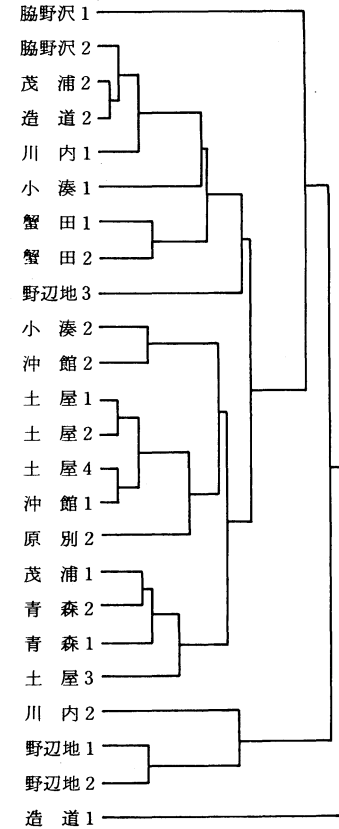 脇野沢1
脇野沢2
茂浦2
造道2
川内1
小湊1
蟹田1
蟹田2
野辺地3
小湊2
沖館2
土屋1
土屋2
土屋4
沖館1
原別2
茂浦1
青森2
青森1
土屋3
川内2
野辺地1
野辺地2
造道1